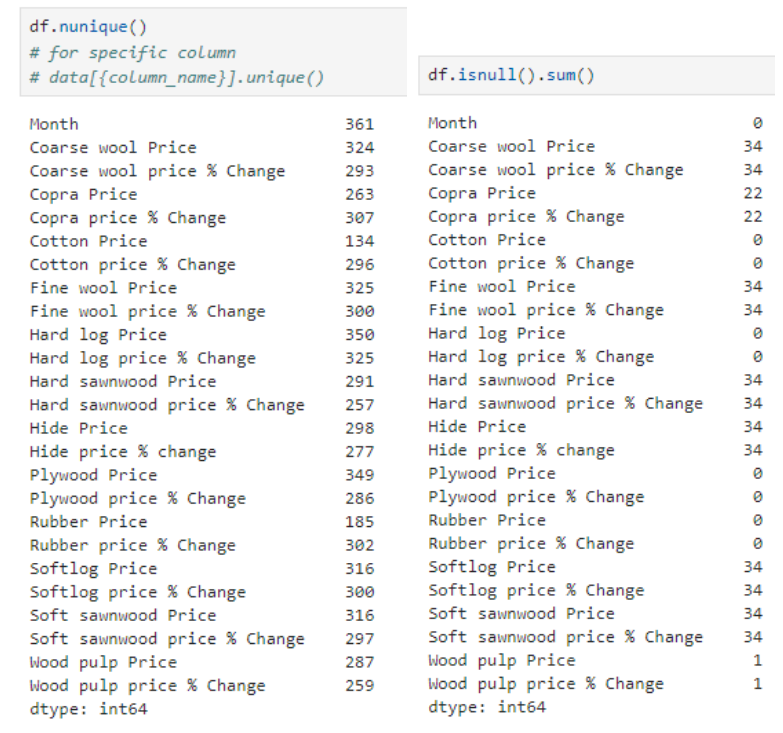 df.nunique()
# for specific column
# data[{column_name}].unique()
Month 361
Coarse wool Price 324
Coarse wool price % Change 293
Copra Price 263
Copra price % Change 307
Cotton Price 134
Cotton price % Change 296
Fine wool Price 325
Fine wool price % Change 300
Hard log Price 350
Hard log price % Change 325
Hard sawnwood Price 291
Hard sawnwood price % Change 257
Hide Price 298
Hide price % change 277
Plywood Price 349
Plywood price % Change 286
Rubber Price 185
Rubber price % Change 302
Softlog Price 316
Softlog price % Change 300
Soft sawnwood Price 316
Soft sawnwood price % Change 297
Wood pulp Price 287
Wood pulp price % Change 259
dtype: int64
df.isnull().sum()
Month 0
Coarse wool Price 34
Coarse wool price % Change 34
Copra Price 22
Copra price % Change 22
Cotton Price 0
Cotton price % Change 0
Fine wool Price 34
Fine wool price % Change 34
Hard log Price 0
Hard log price % Change 0
Hard sawnwood Price 34
Hard sawnwood price % Change 34
Hide Price 34
Hide price % change 34
Plywood Price 0
Plywood price % Change 0
Rubber Price 0
Rubber price % Change 0
Softlog Price 34
Softlog price % Change 34
Soft sawnwood Price 34
Soft sawnwood price % Change 34
Wood pulp Price 1
Wood pulp price % Change 1
dtype: int64